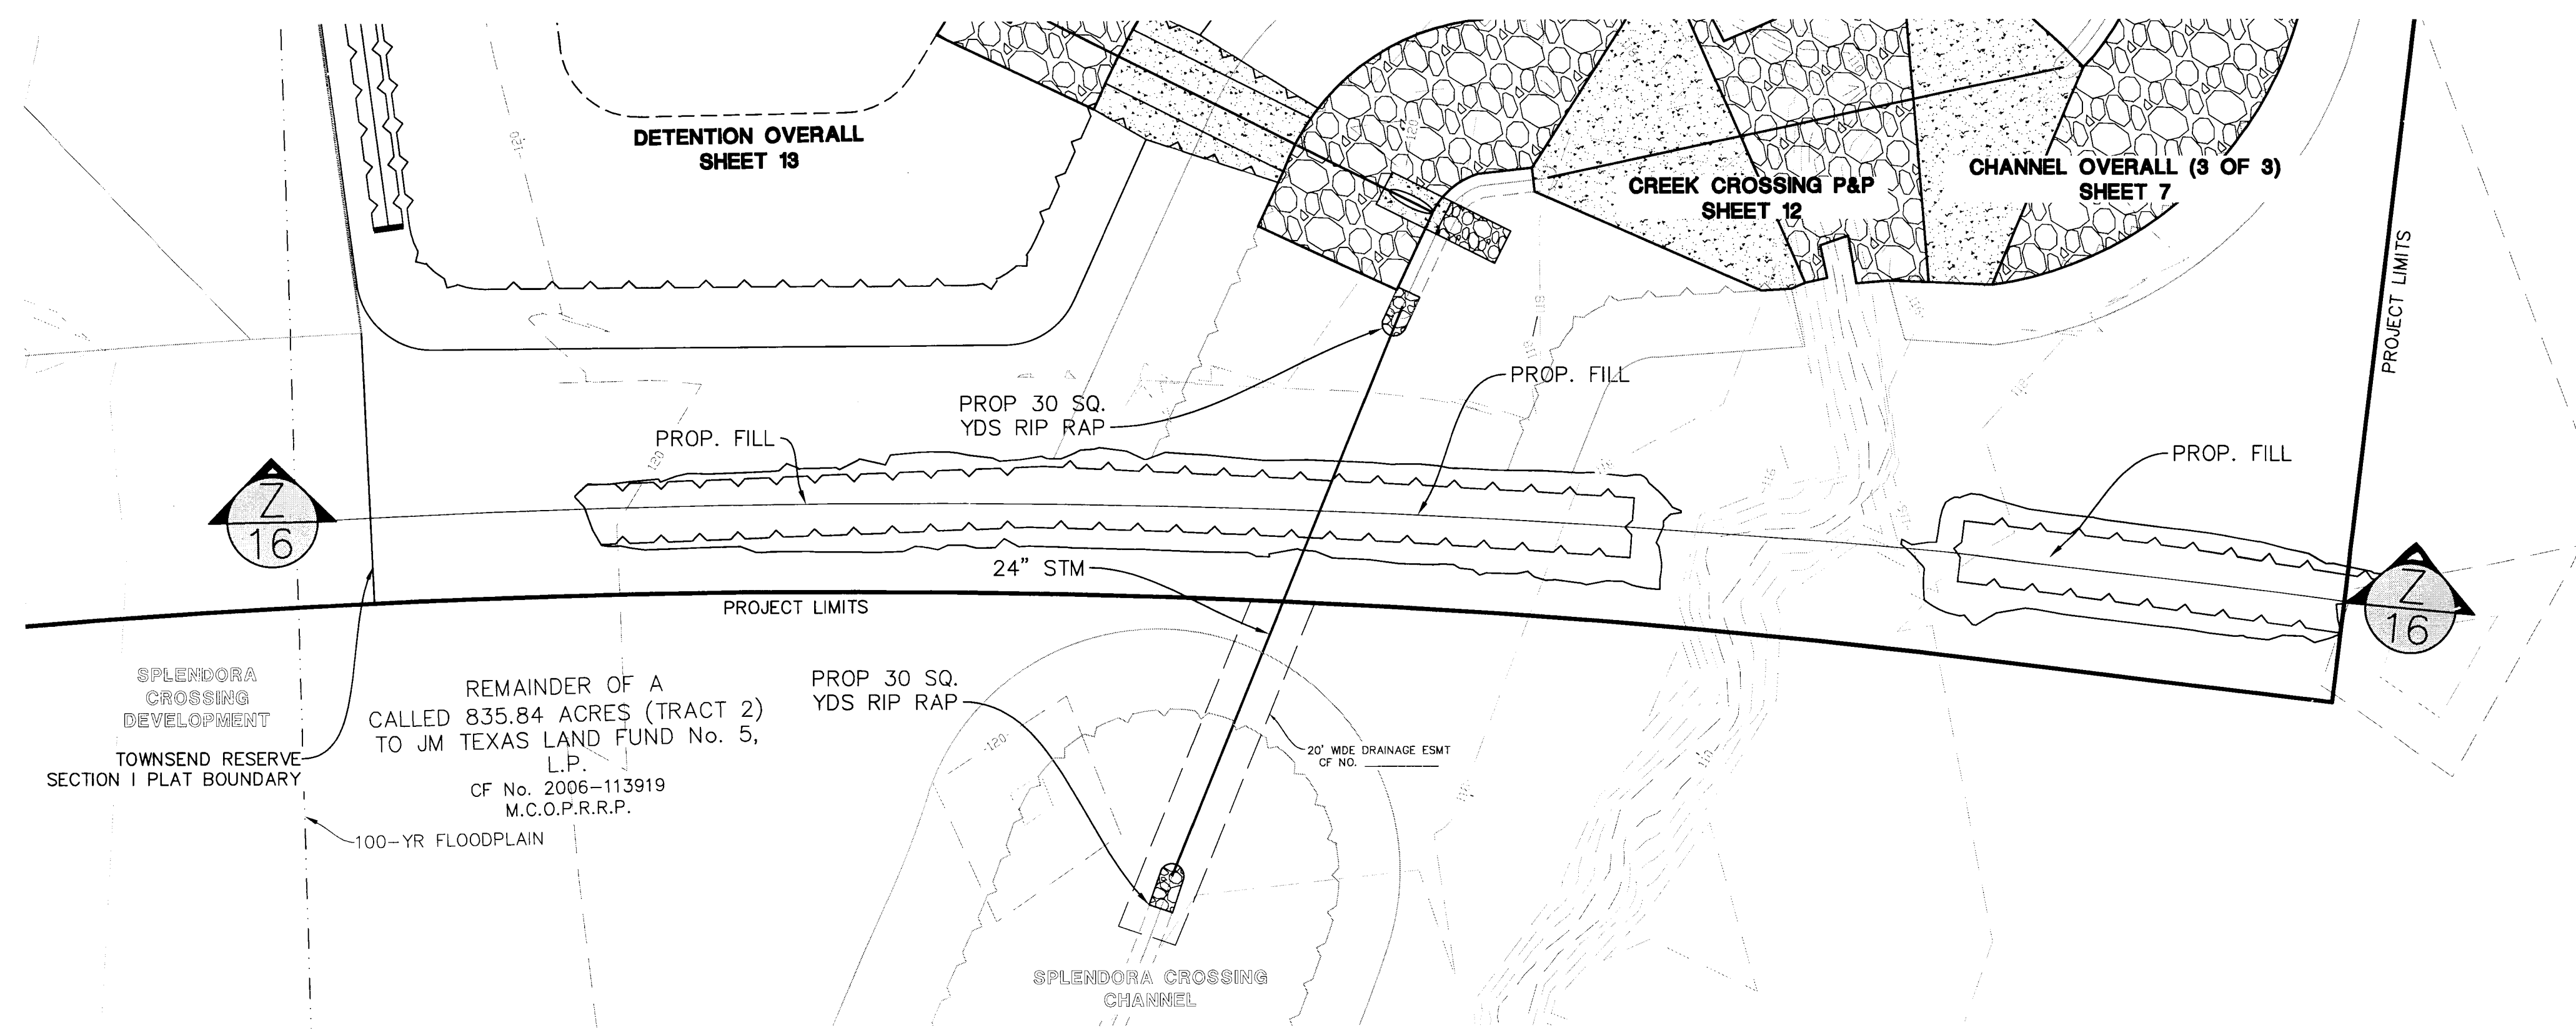 DETENTION OVERALL
SHEET 13
CREEK CROSSING P&P
SHEET 12
CHANNEL OVERALL (3 OF 3)
SHEET 7
PROJECT LIMITS
120
PROP 30 SQ.
YDS RIP RAP
PROP. FILL
PROP. FILL
PROP. FILL
120
Z
16
24" STM
Z
16
PROJECT LIMITS
SPLENDORA
CROSSING
DEVELOPMENT
TOWNSEND RESERVE
SECTION 1 PLAT BOUNDARY
REMAINDER OF A
CALLED 835.84 ACRES (TRACT 2)
TO JM TEXAS LAND FUND No. 5,
L.P.
CF No. 2006-113919
M.C.O.P.R.R.P.
100-YR FLOODPLAIN
PROP 30 SQ.
YDS RIP RAP
120
20' WIDE DRAINAGE ESMT
CF NO.
SPLENDORA CROSSING
CHANNEL